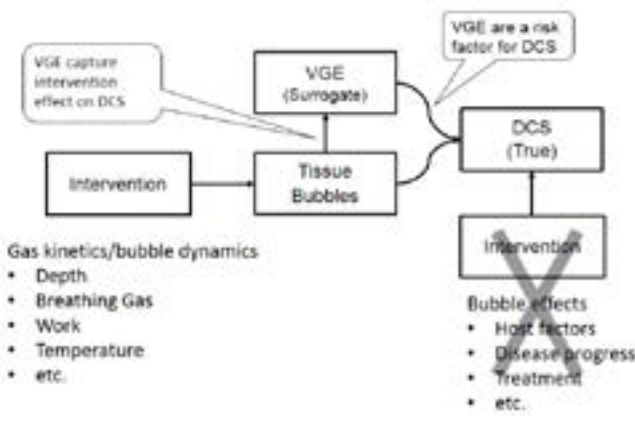 VGE capture
intervention
effect on DCS
VGE are a risk
factor for DCS
VGE
(Surrogate)
DCS
(True)
Intervention
Tissue
Bubbles
Intervention
Gas kinetics/bubble dynamics
• Depth
• Breathing Gas
• Work
• Temperature
• etc.
Bubble effects
• Host factors
• Disease progress
• Treatment
• etc.